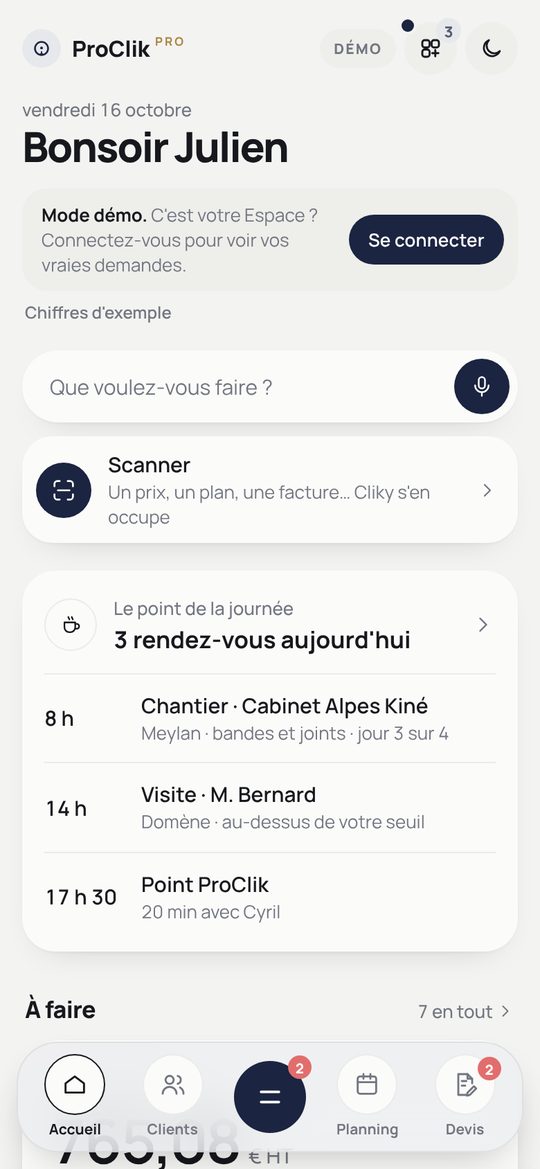 ProClik PRO
DÉMO
3
vendredi 16 octobre
Bonsoir Julien
Mode démo. C'est votre Espace ?
Connectez-vous pour voir vos
vraies demandes.
Se connecter
Chiffres d'exemple
Que voulez-vous faire ?
Scanner
Un prix, un plan, une facture… Cliky s'en
occupe
Le point de la journée
3 rendez-vous aujourd'hui
8 h
Chantier · Cabinet Alpes Kiné
Meylan · bandes et joints · jour 3 sur 4
14 h
Visite · M. Bernard
Domène · au-dessus de votre seuil
17 h 30
Point ProClik
20 min avec Cyril
À faire
7 en tout
2
2
Accueil
Clients
Planning
Devis
765,08 € HT